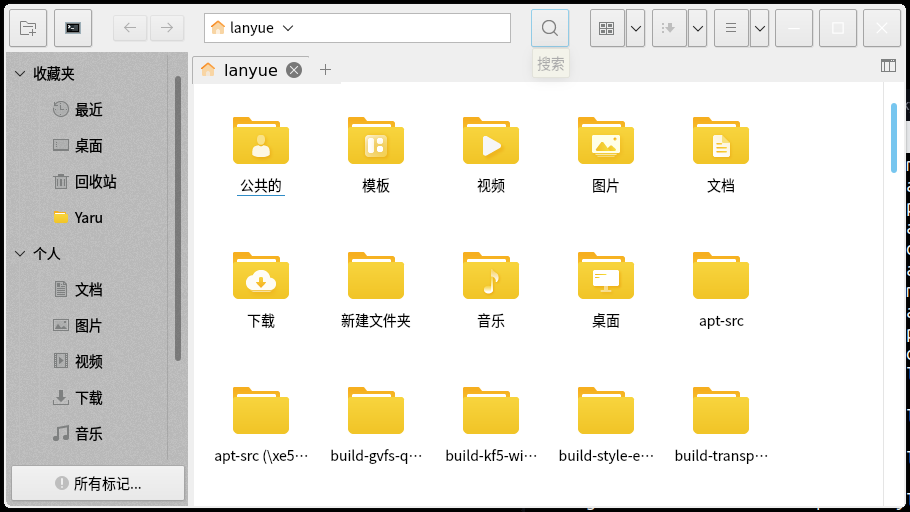 lanyue
搜索
lanyue
收藏夹
最近
桌面
回收站
Yaru
个人
文档
图片
视频
下载
音乐
所有标记...
公共的
模板
视频
图片
文档
下载
新建文件夹
音乐
桌面
apt-src
apt-src (\xe5···
build-gvfs-q···
build-kf5-wi···
build-style-e···
build-transp···